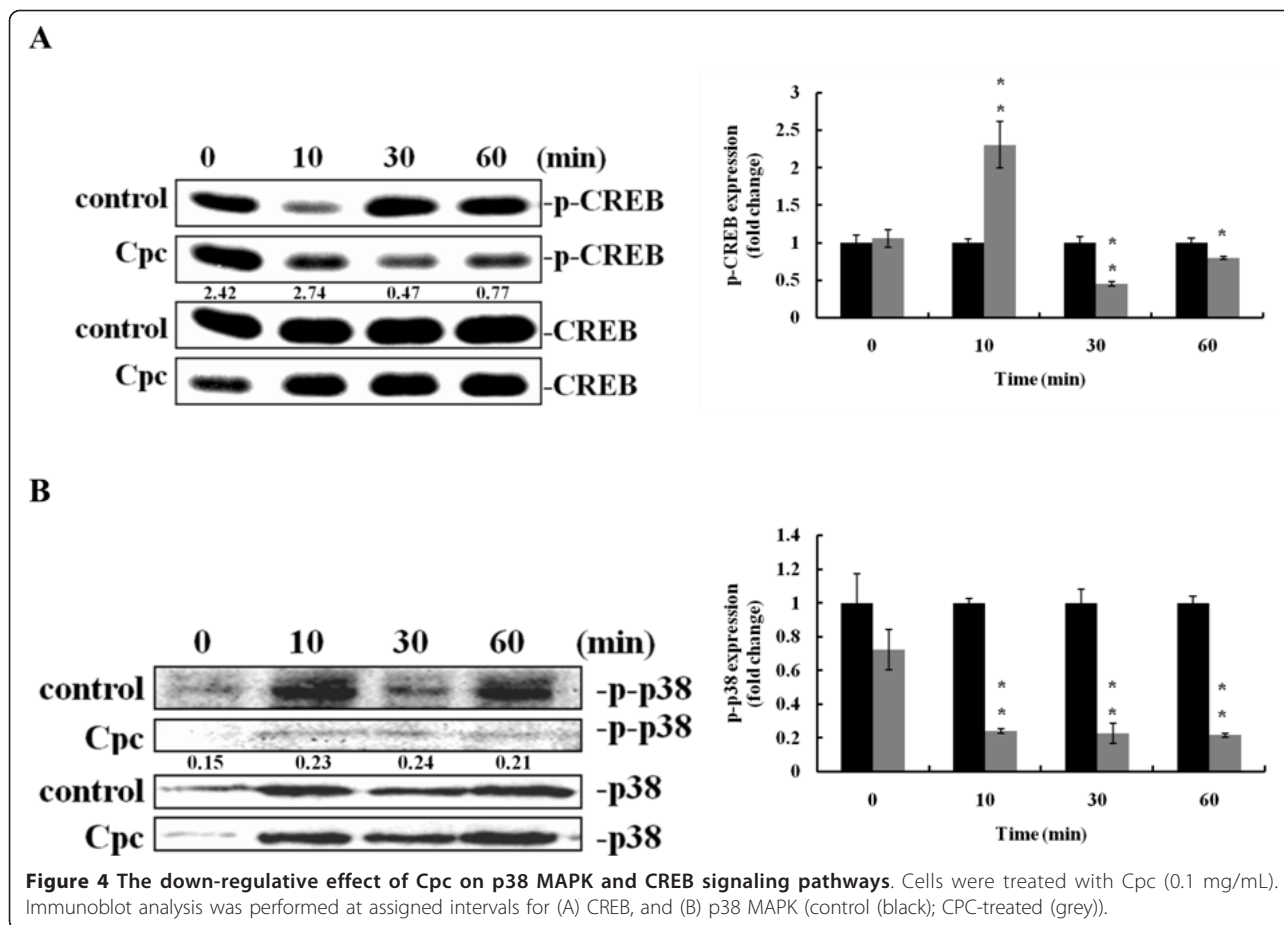 A
0 10 30 60 (min)
control -p-CREB
Cpc -p-CREB
2.42 2.74 0.47 0.77
control -CREB
Cpc -CREB
p-CREB expression
(fold change)
3
2.5
2
1.5
1
0.5
0
*
*
*
*
*
0 10 30 60
Time (min)
B
0 10 30 60 (min)
control -p-p38
Cpc -p-p38
0.15 0.23 0.24 0.21
control -p38
Cpc -p38
p-p38 expression
(fold change)
1.4
1.2
1
0.8
0.6
0.4
0.2
0
* * *
* * *
0 10 30 60
Time (min)
Figure 4 The down-regulative effect of Cpc on p38 MAPK and CREB signaling pathways. Cells were treated with Cpc (0.1 mg/mL).
Immunoblot analysis was performed at assigned intervals for (A) CREB, and (B) p38 MAPK (control (black); CPC-treated (grey)).